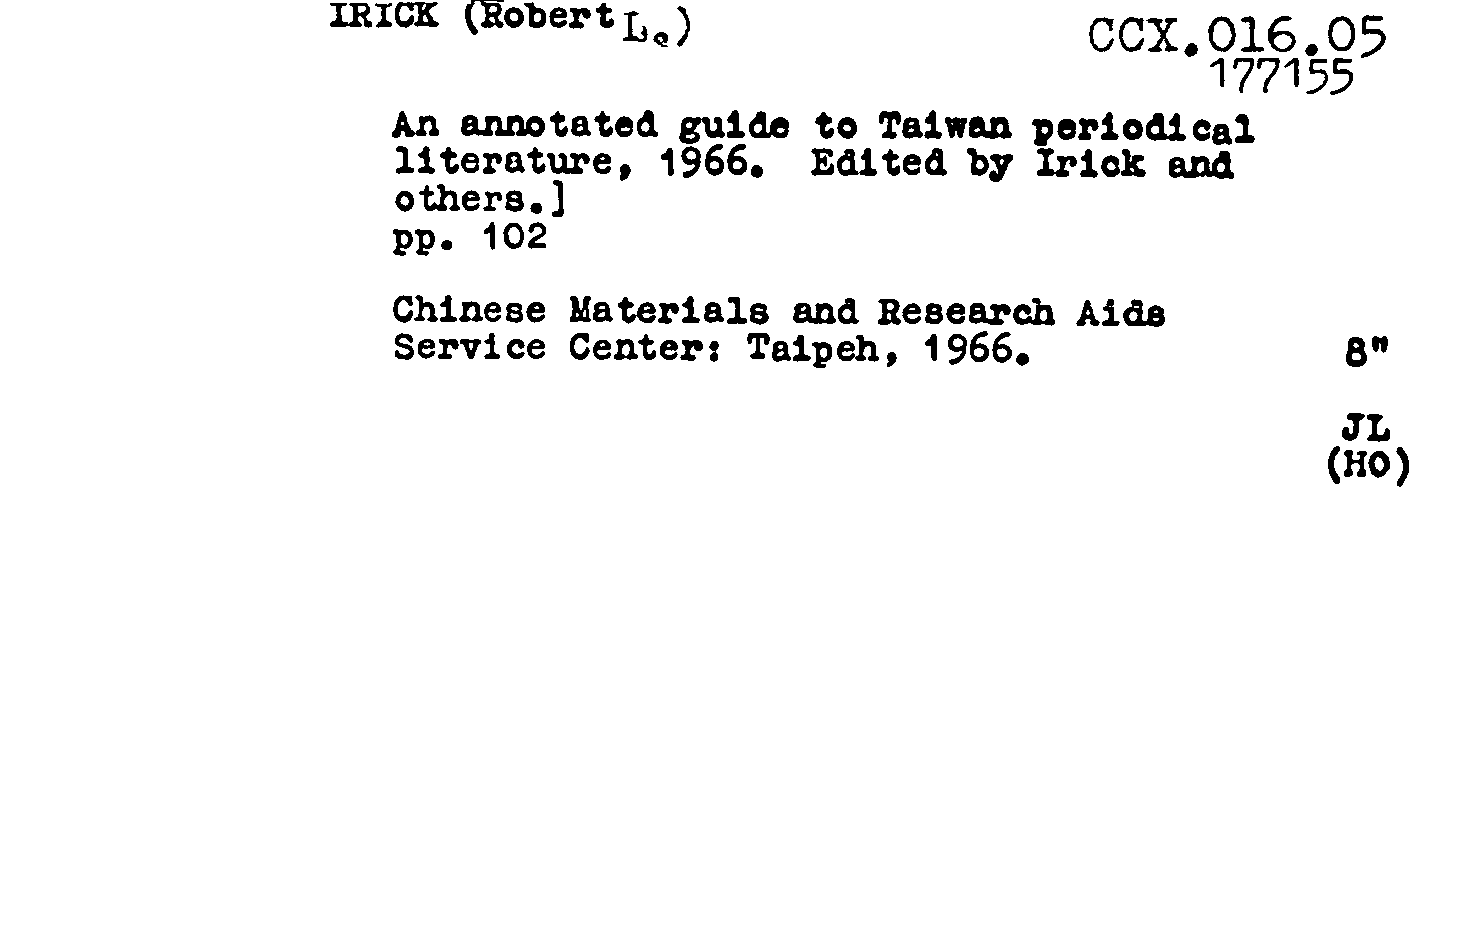 IRICK (Robert L.)
CCX.016.05
177155
An annotated guide to Taiwan periodical
literature, 1966. Edited by Irick and
others.]
pp. 102
Chinese Materials and Research Aids
Service Center: Taipeh, 1966.
8"
JL
(HO)